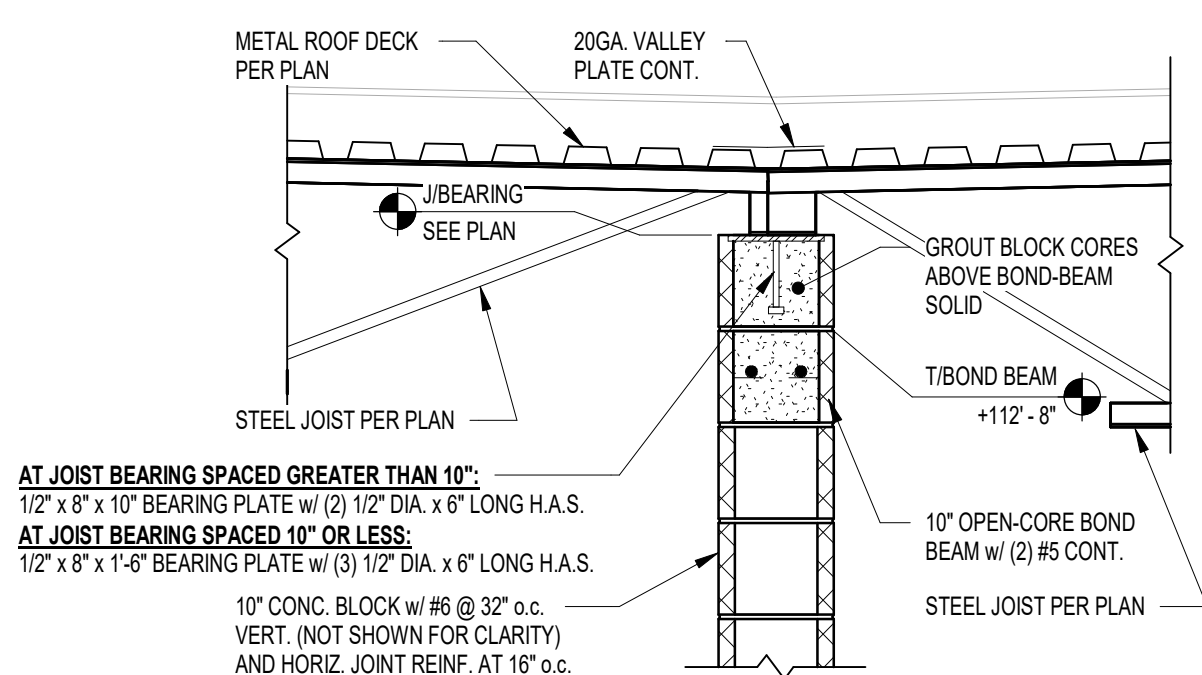 METAL ROOF DECK
PER PLAN
20GA. VALLEY
PLATE CONT.
J/BEARING
SEE PLAN
GROUT BLOCK CORES
ABOVE BOND-BEAM
SOLID
T/BOND BEAM
+112' - 8"
STEEL JOIST PER PLAN
AT JOIST BEARING SPACED GREATER THAN 10":
1/2" x 8" x 10" BEARING PLATE w/ (2) 1/2" DIA. x 6" LONG H.A.S.
AT JOIST BEARING SPACED 10" OR LESS:
1/2" x 8" x 1'-6" BEARING PLATE w/ (3) 1/2" DIA. x 6" LONG H.A.S.
10" OPEN-CORE BOND
BEAM w/ (2) #5 CONT.
STEEL JOIST PER PLAN
10" CONC. BLOCK w/ #6 @ 32" o.c.
VERT. (NOT SHOWN FOR CLARITY)
AND HORIZ. JOINT REINF. AT 16" o.c.